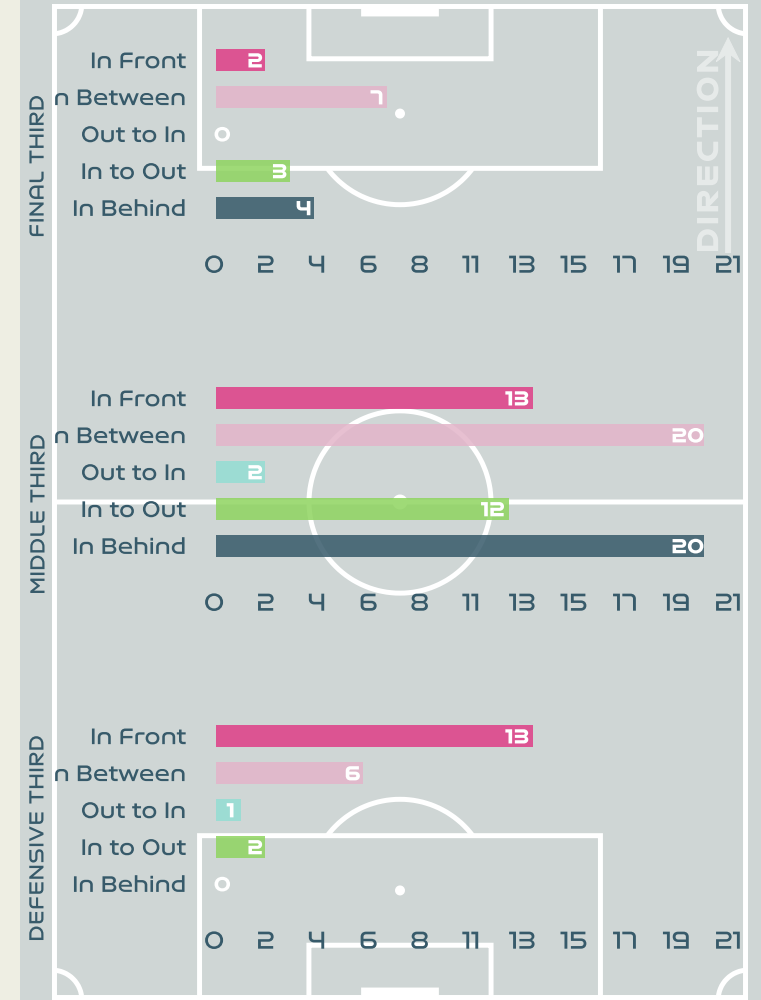 FINAL THIRD
DIRECTION
In Front 2
n Between 7
Out to In 0
In to Out 3
In Behind 4
0 2 4 6 8 11 13 15 17 19 21
MIDDLE THIRD
In Front 13
n Between 20
Out to In 2
In to Out 12
In Behind 20
0 2 4 6 8 11 13 15 17 19 21
DEFENSIVE THIRD
In Front 13
n Between 6
Out to In 1
In to Out 2
In Behind 0
0 2 4 6 8 11 13 15 17 19 21